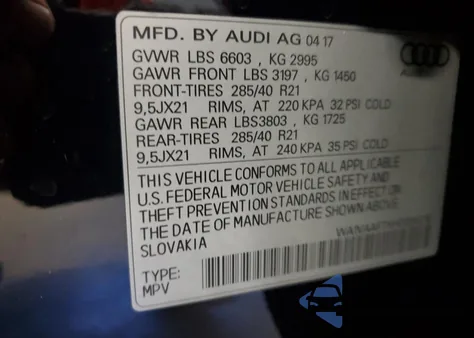 MFD. BY AUDI AG 04 17
GVWR LBS 6603 , KG 2995
GAWR FRONT LBS 3197 , KG 1450
FRONT-TIRES 285/40 R21
9,5JX21 RIMS, AT 220 KPA 32 PSI COLD
GAWR REAR LBS3803 , KG 1725
REAR-TIRES 285/40 R21
9,5JX21 RIMS, AT 240 KPA 35 PSI COLD
THIS VEHICLE CONFORMS TO ALL APPLICABLE
U.S. FEDERAL MOTOR VEHICLE SAFETY AND
THEFT PREVENTION STANDARDS IN EFFECT ON
THE DATE OF MANUFACTURE SHOWN ABOVE.
SLOVAKIA
TYPE:
MPV